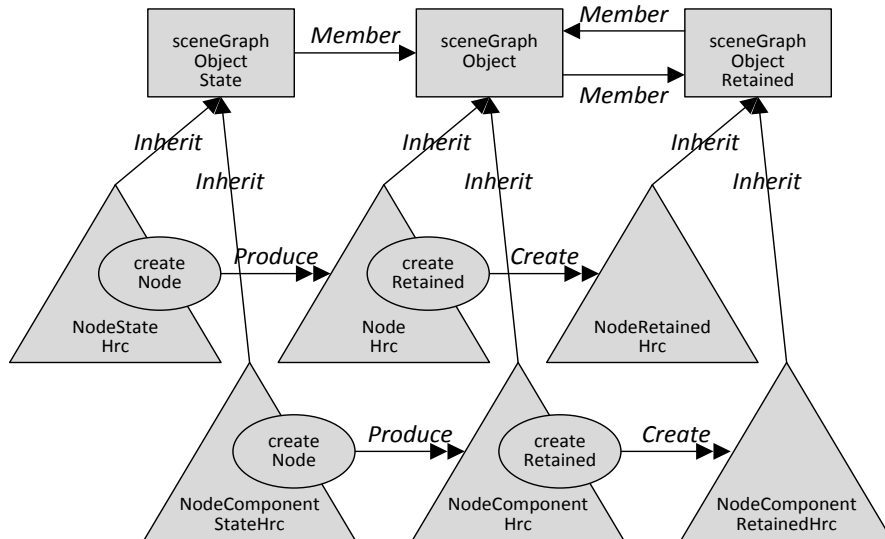 sceneGraph
Object
State
Member
sceneGraph
Object
Member
Member
sceneGraph
Object
Retained
Inherit
Inherit
Inherit
Inherit
Inherit
Inherit
create
Node
Produce
create
Retained
Create
NodeState
Hrc
Node
Hrc
NodeRetained
Hrc
create
Node
Produce
create
Retained
Create
NodeComponent
StateHrc
NodeComponent
Hrc
NodeComponent
RetainedHrc